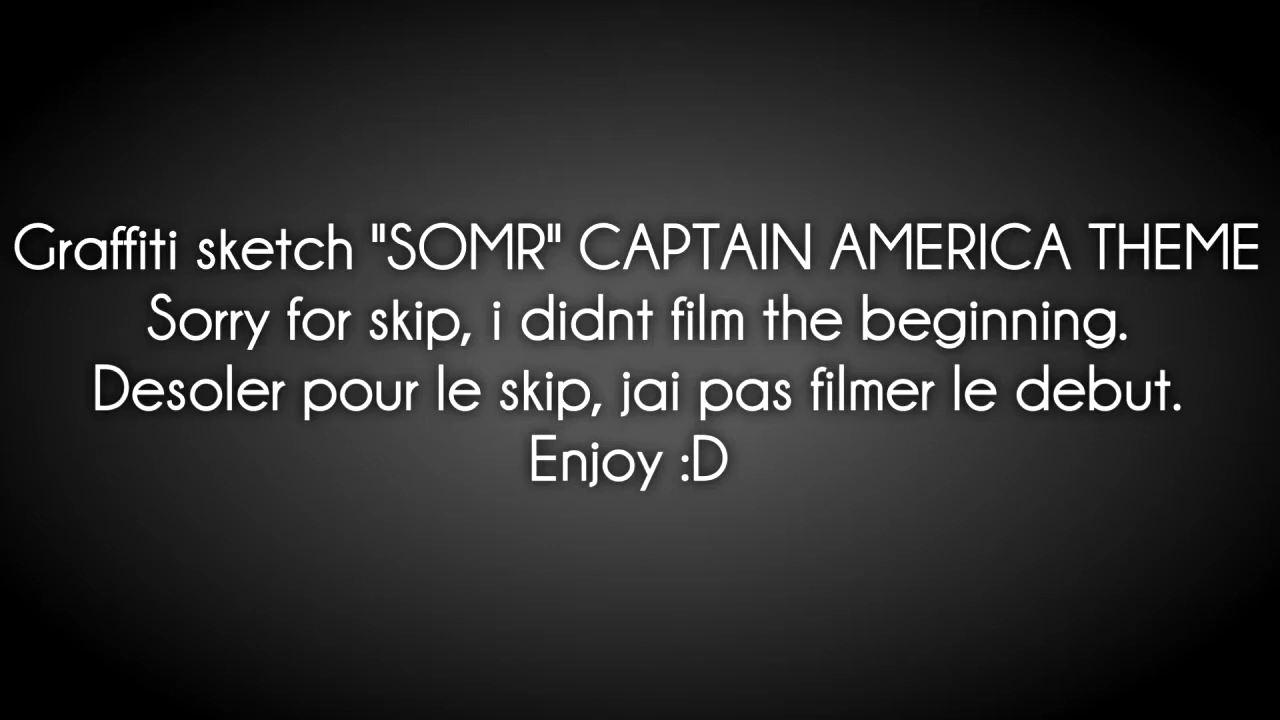 Graffiti sketch "SOMR" CAPTAIN AMERICA THEME
Sorry for skip, i didnt film the beginning.
Desoler pour le skip, jai pas filmer le debut.
Enjoy :D